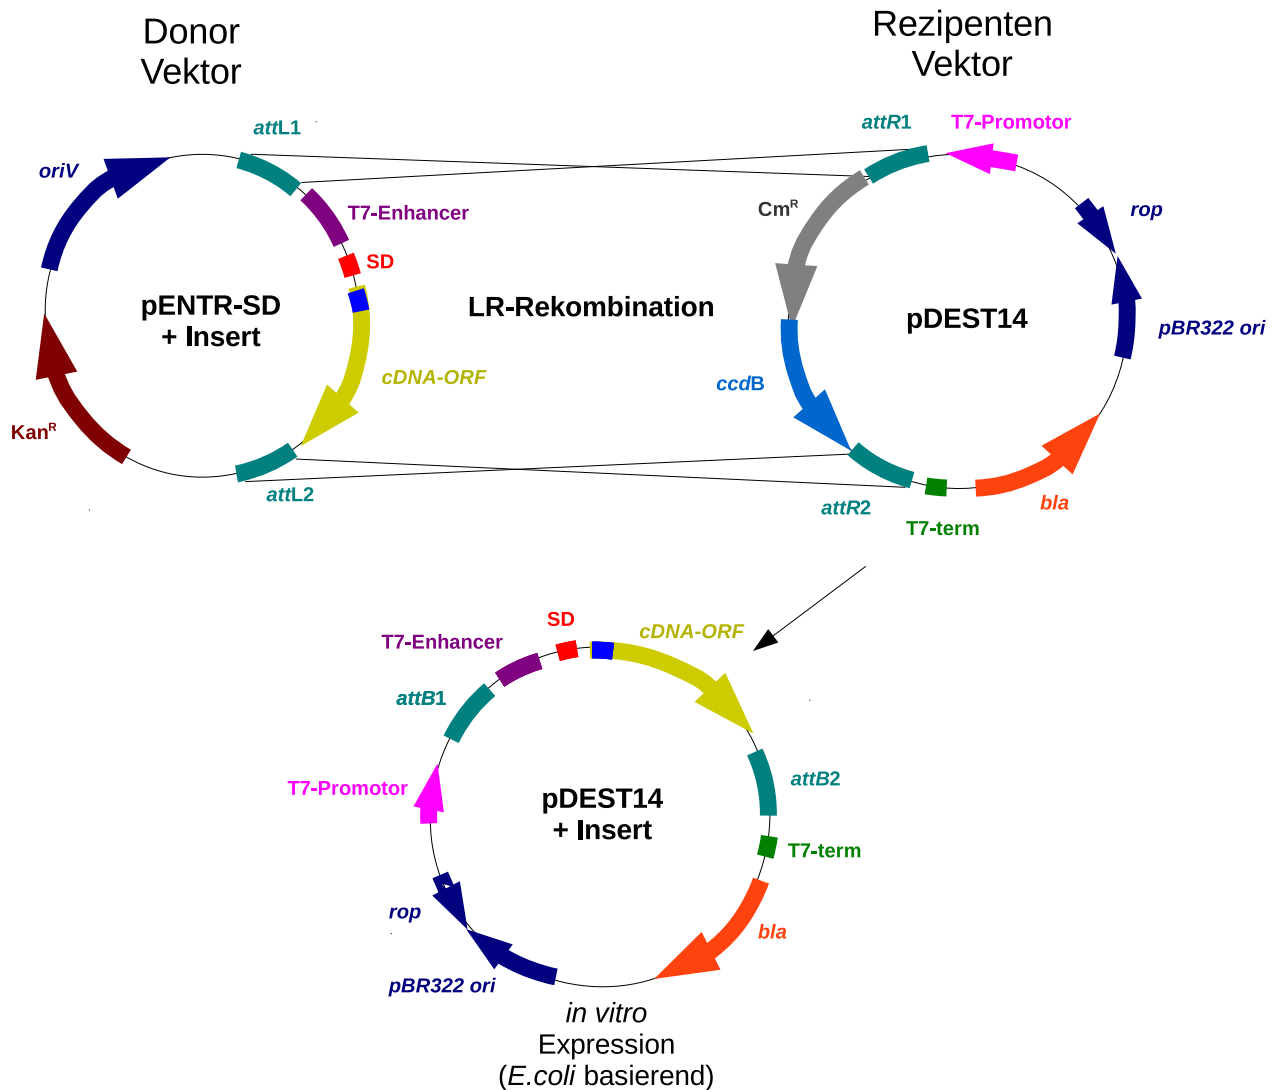 Donor
Vektor
Rezipenten
Vektor
attL1
oriV
T7-Enhancer
SD
pENTR-SD
+ Insert
cDNA-ORF
KanR
attL2
LR-Rekombination
attR1
T7-Promotor
CmR
rop
pDEST14
pBR322 ori
ccdB
attR2
bla
T7-term
SD
cDNA-ORF
T7-Enhancer
attB1
attB2
T7-Promotor
pDEST14
+ Insert
T7-term
rop
bla
pBR322 ori
in vitro
Expression
(E.coli basierend)